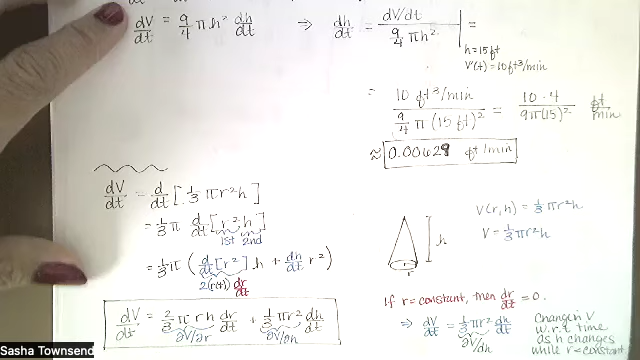 dV/dt = 9/4 πh² dh/dt ⇒ dh/dt = dV/dt / 9/4 πh² | =
h = 15 ft
V'(t) = 10 ft³/min
= 10 ft³/min / 9/4 π (15 ft)² = 10 · 4 / 9π(15)² ft/min
≈ 0.00629 ft/min
dV/dt = d/dt [⅓ πr²h]
= ⅓π d/dt [r² · h]
1st 2nd
= ⅓π ( d/dt [r²] h + dh/dt r² )
2(r(t)) dr/dt
dV/dt = 2/3 π r h dr/dt + ⅓ πr² dh/dt
∂V/∂r ∂V/∂h
h
r
V(r,h) = ⅓ πr²h
V = ⅓ πr²h
If r = constant, then dr/dt = 0.
⇒ dV/dt = ⅓ πr² dh/dt
∂V/∂h
Change in V
w.r.t. time
as h changes
while r = constant
Sasha Townsend